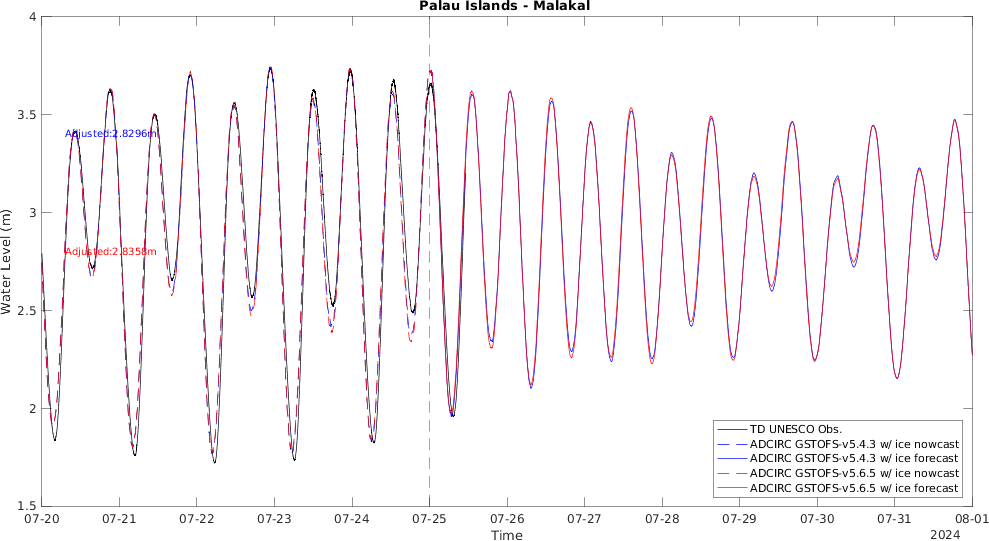 Palau Islands - Malakal
Water Level (m)
4
3.5
3
2.5
2
1.5
Adjusted:2.8296m
Adjusted:2.8358m
TD UNESCO Obs.
ADCIRC GSTOFS-v5.4.3 w/ ice nowcast
ADCIRC GSTOFS-v5.4.3 w/ ice forecast
ADCIRC GSTOFS-v5.6.5 w/ ice nowcast
ADCIRC GSTOFS-v5.6.5 w/ ice forecast
07-20 07-21 07-22 07-23 07-24 07-25 07-26 07-27 07-28 07-29 07-30 07-31 08-01
Time
2024